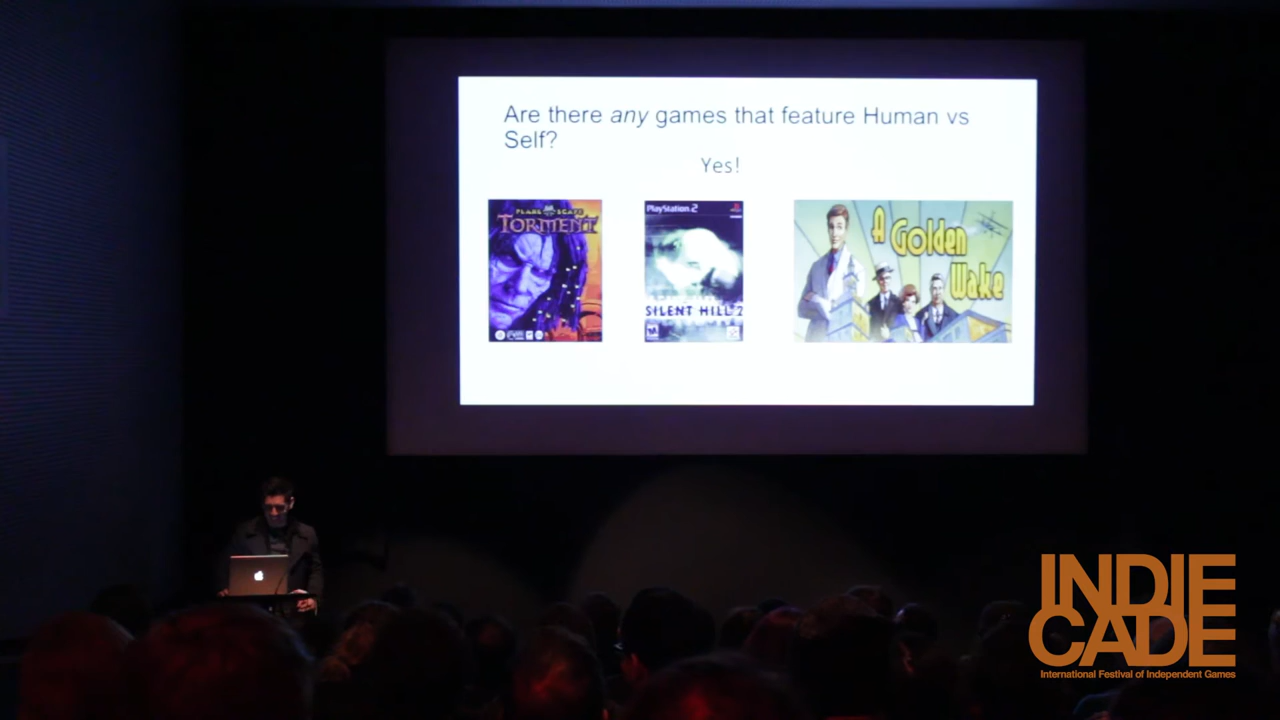 Are there any games that feature Human vs
Self?
Yes!
PLANESCAPE
TORMENT
PlayStation 2
SILENT HILL 2
M
A Golden
Wake
INDIE
CADE
International Festival of Independent Games